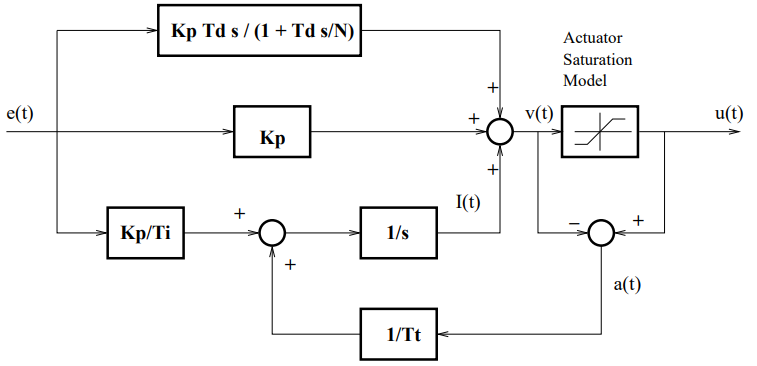 Kp Td s / (1 + Td s/N)
Actuator
Saturation
Model
e(t)
+
+
v(t)
u(t)
Kp
+
I(t)
Kp/Ti
+
1/s
−
+
+
a(t)
1/Tt